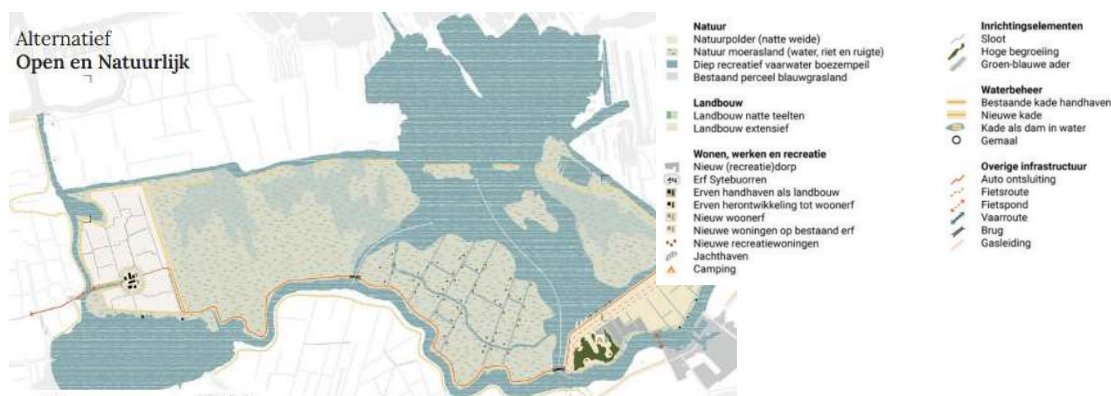 Alternatief
Open en Natuurlijk
Natuur
Natuurpolder (natte weide)
Natuur moerasland (water, riet en ruigte)
Diep recreatief vaarwater boezempeil
Bestaand perceel blauwgrasland
Landbouw
Landbouw natte teelten
Landbouw extensief
Wonen, werken en recreatie
Nieuw (recreatie)dorp
Erf Sytebuorren
Erven handhaven als landbouw
Erven herontwikkeling tot woonerf
Nieuw woonerf
Nieuwe woningen op bestaand erf
Nieuwe recreatiewoningen
Jachthaven
Camping
Inrichtingselementen
Sloot
Hoge begroeiing
Groen-blauwe ader
Waterbeheer
Bestaande kade handhaven
Nieuwe kade
Kade als dam in water
Gemaal
Overige infrastructuur
Auto ontsluiting
Fietsroute
Fietspond
Vaarroute
Brug
Gasleiding